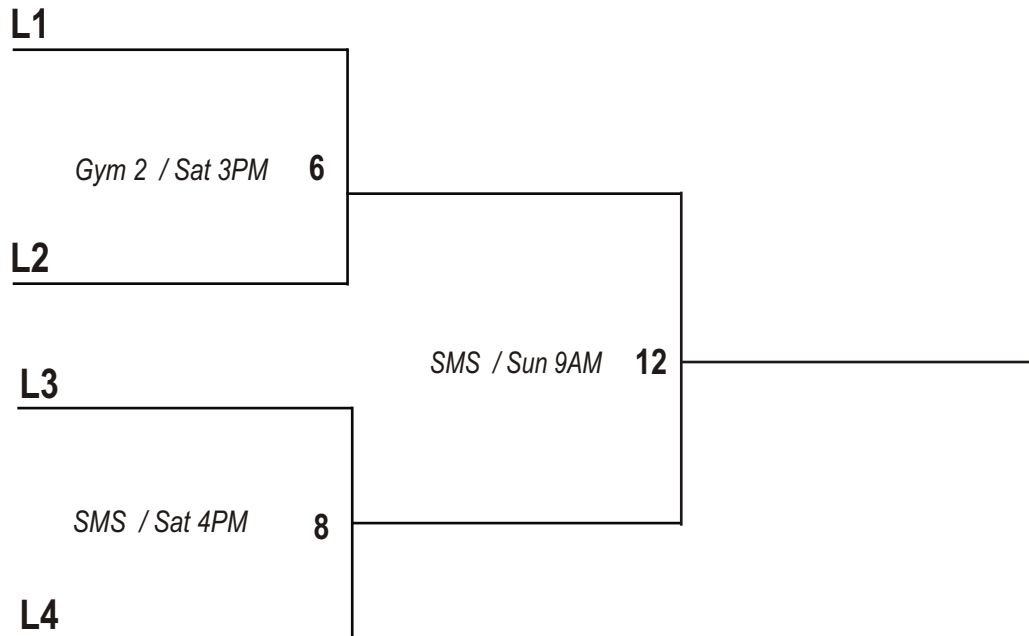 L1
Gym 2 / Sat 3PM 6
L2
SMS / Sun 9AM 12
L3
SMS / Sat 4PM 8
L4